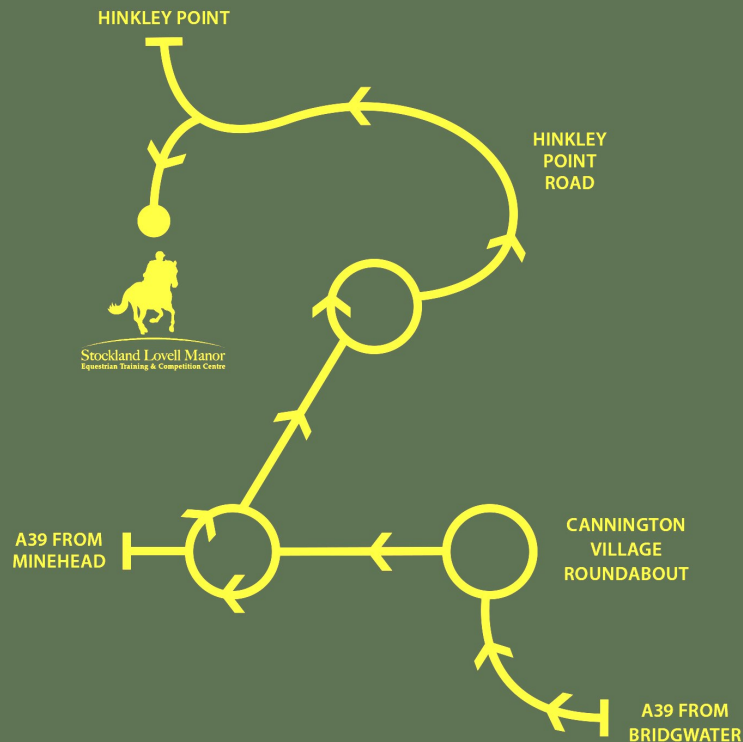 HINKLEY POINT
HINKLEY
POINT
ROAD
Stockland Lovell Manor
Equestrian Training & Competition Centre
A39 FROM
MINEHEAD
CANNINGTON
VILLAGE
ROUNDABOUT
A39 FROM
BRIDGWATER